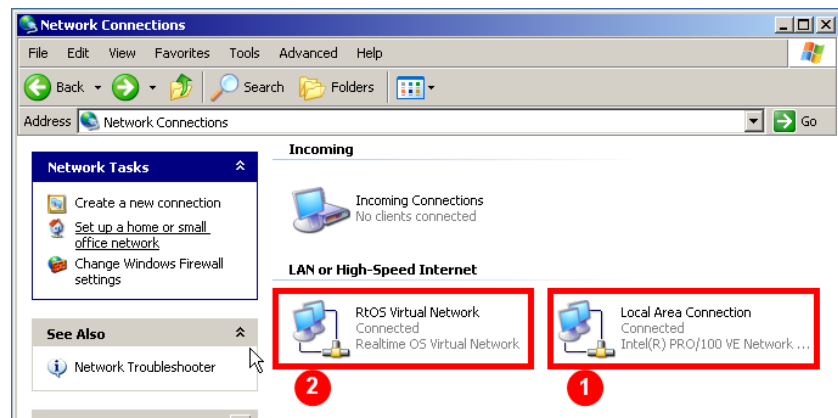 Network Connections
File Edit View Favorites Tools Advanced Help
Back Search Folders
Address Network Connections Go
Network Tasks
Create a new connection
Set up a home or small
office network
Change Windows Firewall
settings
See Also
Network Troubleshooter
Incoming
Incoming Connections
No clients connected
LAN or High-Speed Internet
RtOS Virtual Network
Connected
Realtime OS Virtual Network
2
Local Area Connection
Connected
Intel(R) PRO/100 VE Network ...
1